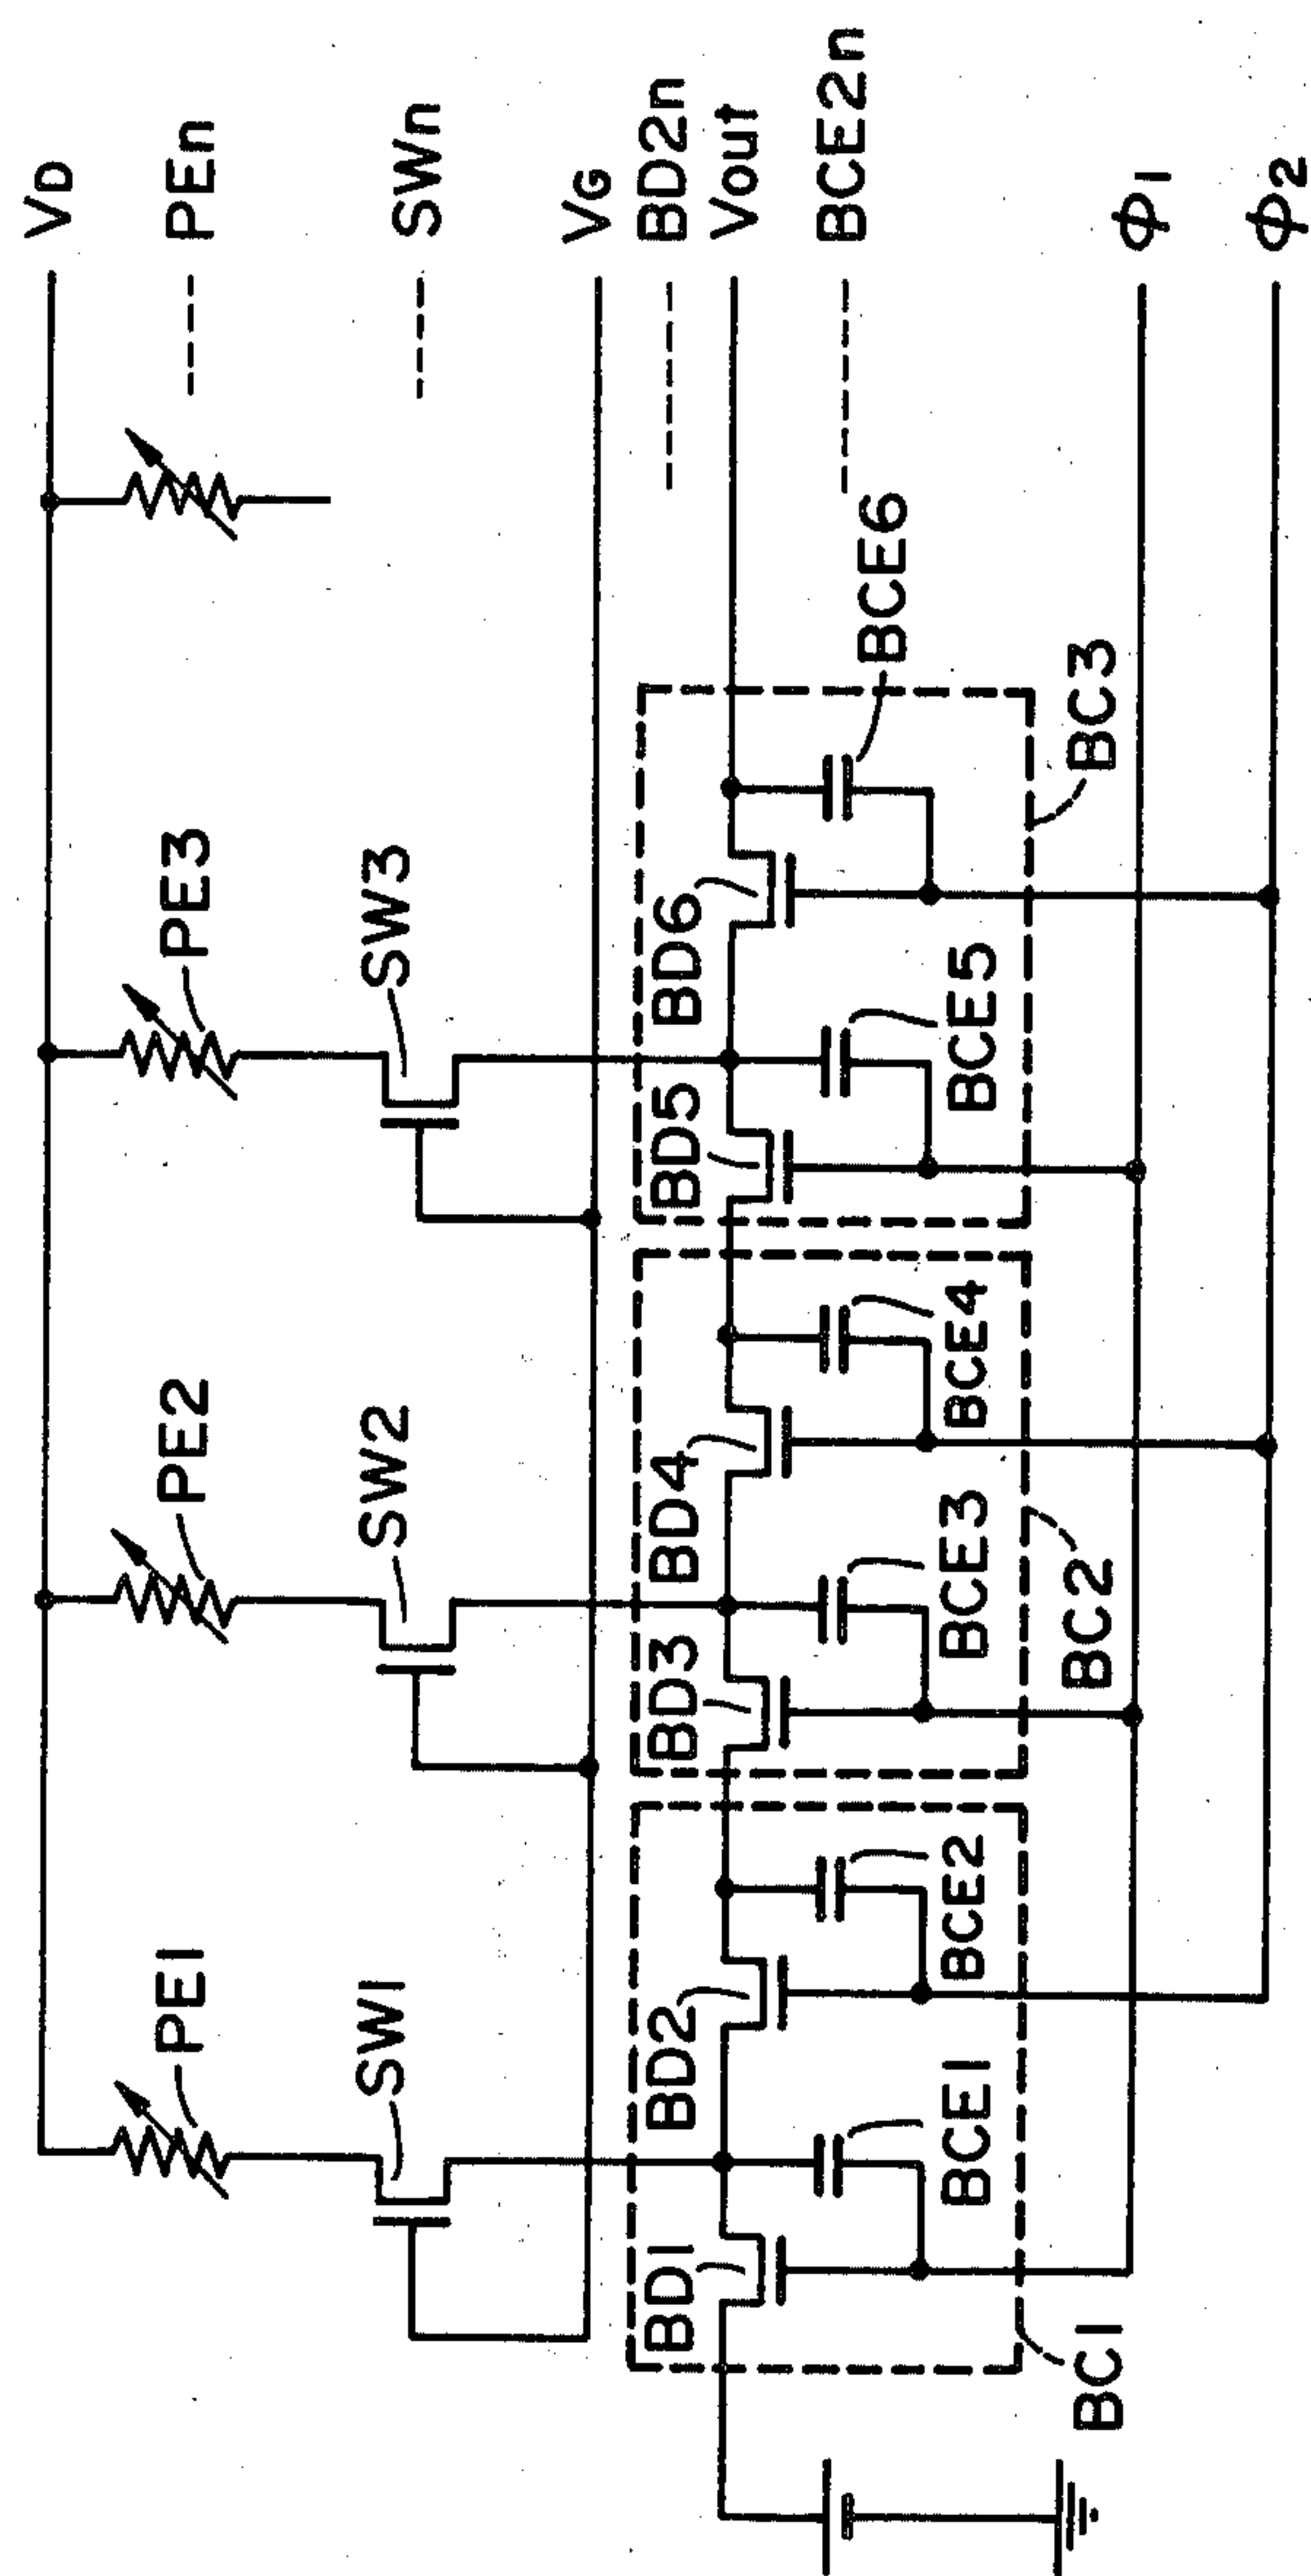 VD
PE1
PE2
PE3
PEn
SW1
SW2
SW3
SWn
VG
BD1
BD2
BD3
BD4
BD5
BD6
BD2n
Vout
BCE1
BCE2
BCE3
BCE4
BCE5
BCE6
BCE2n
BC1
BC2
BC3
ϕ1
ϕ2